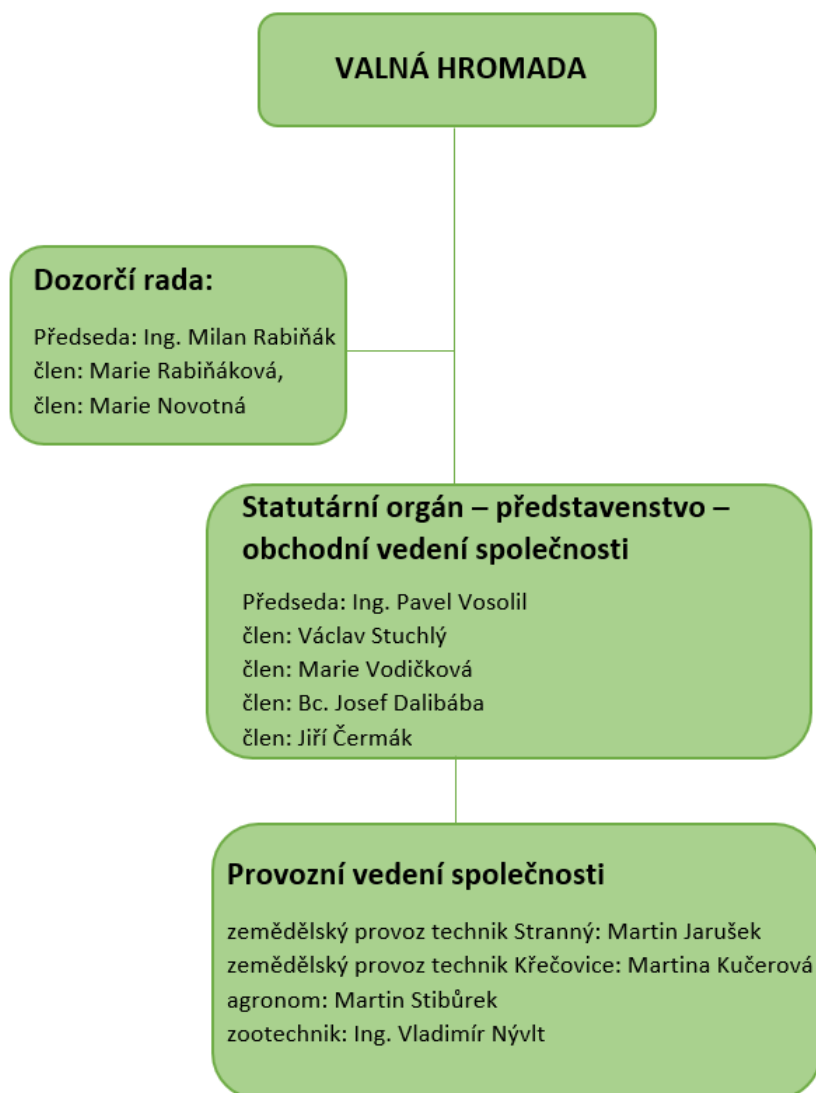 VALNÁ HROMADA
Dozorčí rada:
Předseda: Ing. Milan Rabiňák
člen: Marie Rabiňáková,
člen: Marie Novotná
Statutární orgán – představenstvo –
obchodní vedení společnosti
Předseda: Ing. Pavel Vosolil
člen: Václav Stuchlý
člen: Marie Vodičková
člen: Bc. Josef Dalibába
člen: Jiří Čermák
Provozní vedení společnosti
zemědělský provoz technik Stranný: Martin Jarušek
zemědělský provoz technik Křečovice: Martina Kučerová
agronom: Martin Stibůrek
zootechnik: Ing. Vladimír Nývlt